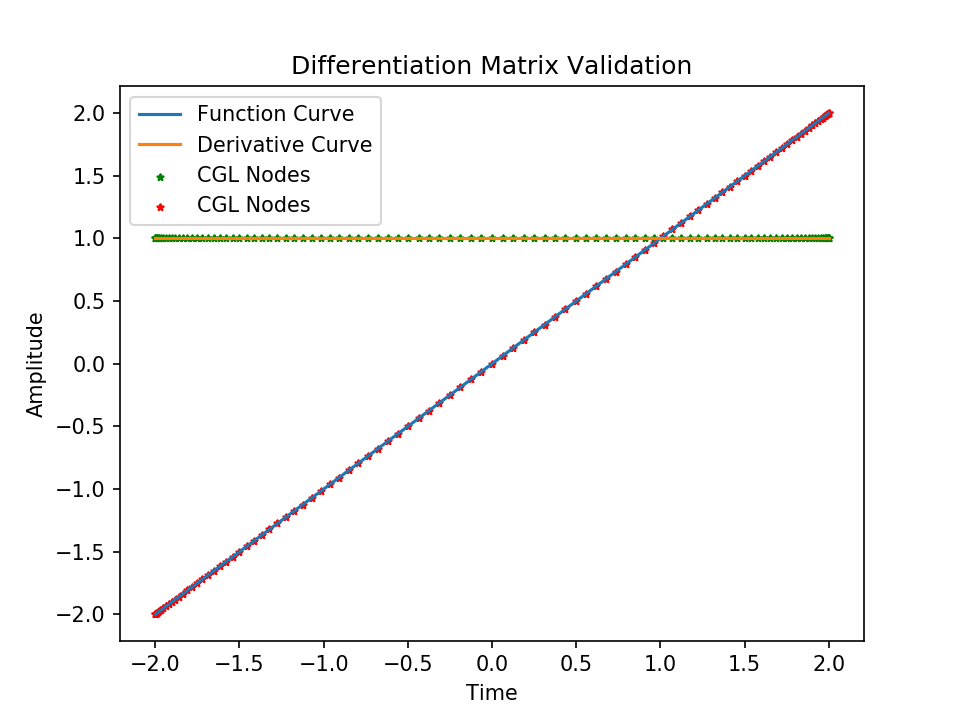 Differentiation Matrix Validation
Function Curve
Derivative Curve
CGL Nodes
CGL Nodes
2.0
1.5
1.0
0.5
0.0
−0.5
−1.0
−1.5
−2.0
Amplitude
−2.0 −1.5 −1.0 −0.5 0.0 0.5 1.0 1.5 2.0
Time